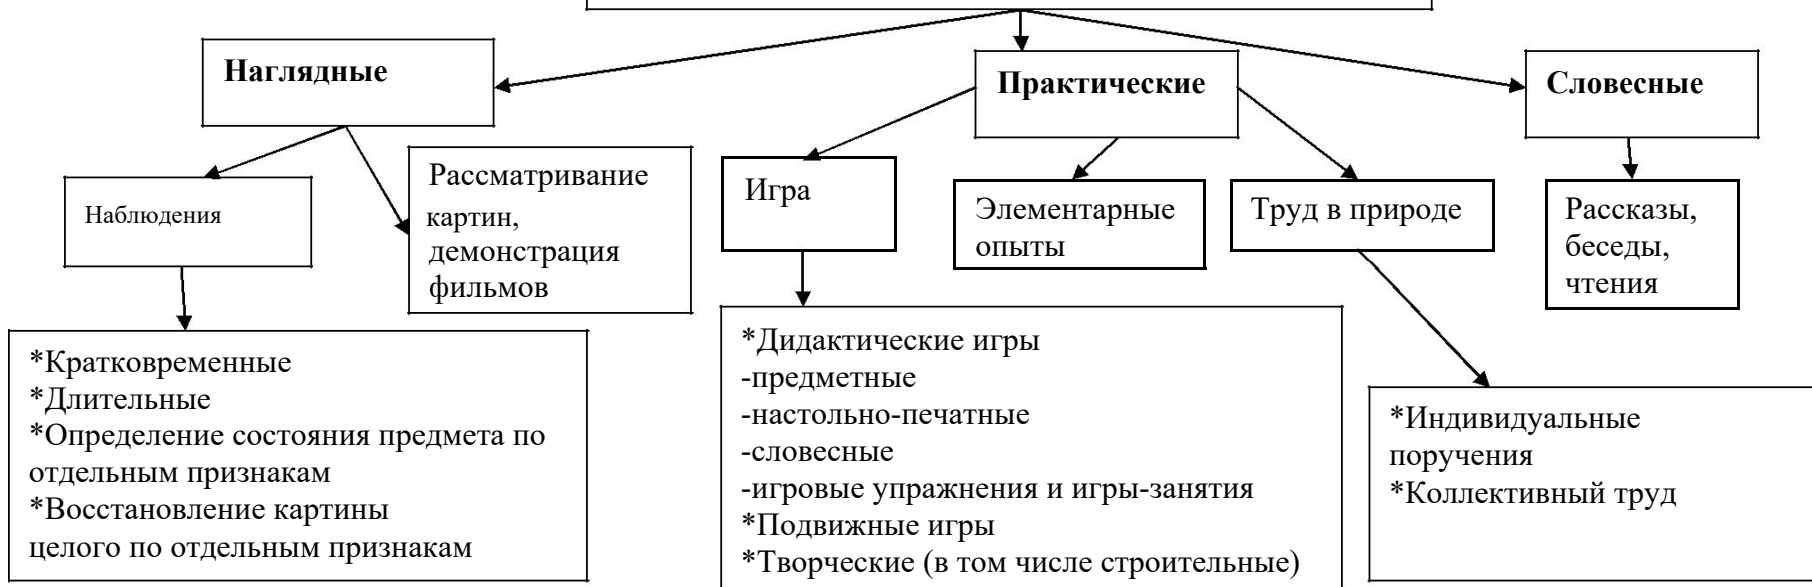 Наглядные
Практические
Словесные
Наблюдения
Рассматривание
картин,
демонстрация
фильмов
Игра
Элементарные
опыты
Труд в природе
Рассказы,
беседы,
чтения
*Кратковременные
*Длительные
*Определение состояния предмета по
отдельным признакам
*Восстановление картины
целого по отдельным признакам
*Дидактические игры
-предметные
-настольно-печатные
-словесные
-игровые упражнения и игры-занятия
*Подвижные игры
*Творческие (в том числе строительные)
*Индивидуальные
поручения
*Коллективный труд